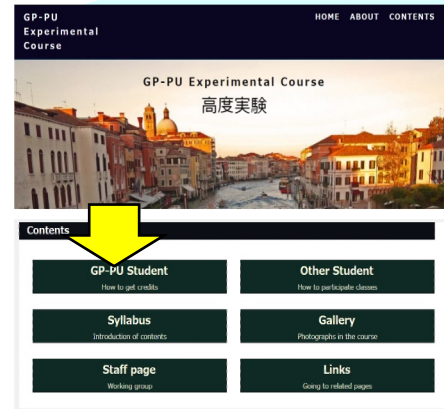 GP-PU
Experimental
Course
HOME ABOUT CONTENTS
GP-PU Experimental Course
高度実験
Contents
GP-PU Student
How to get credits
Other Student
How to participate classes
Syllabus
Introduction of contents
Gallery
Photographs in the course
Staff page
Working group
Links
Going to related pages